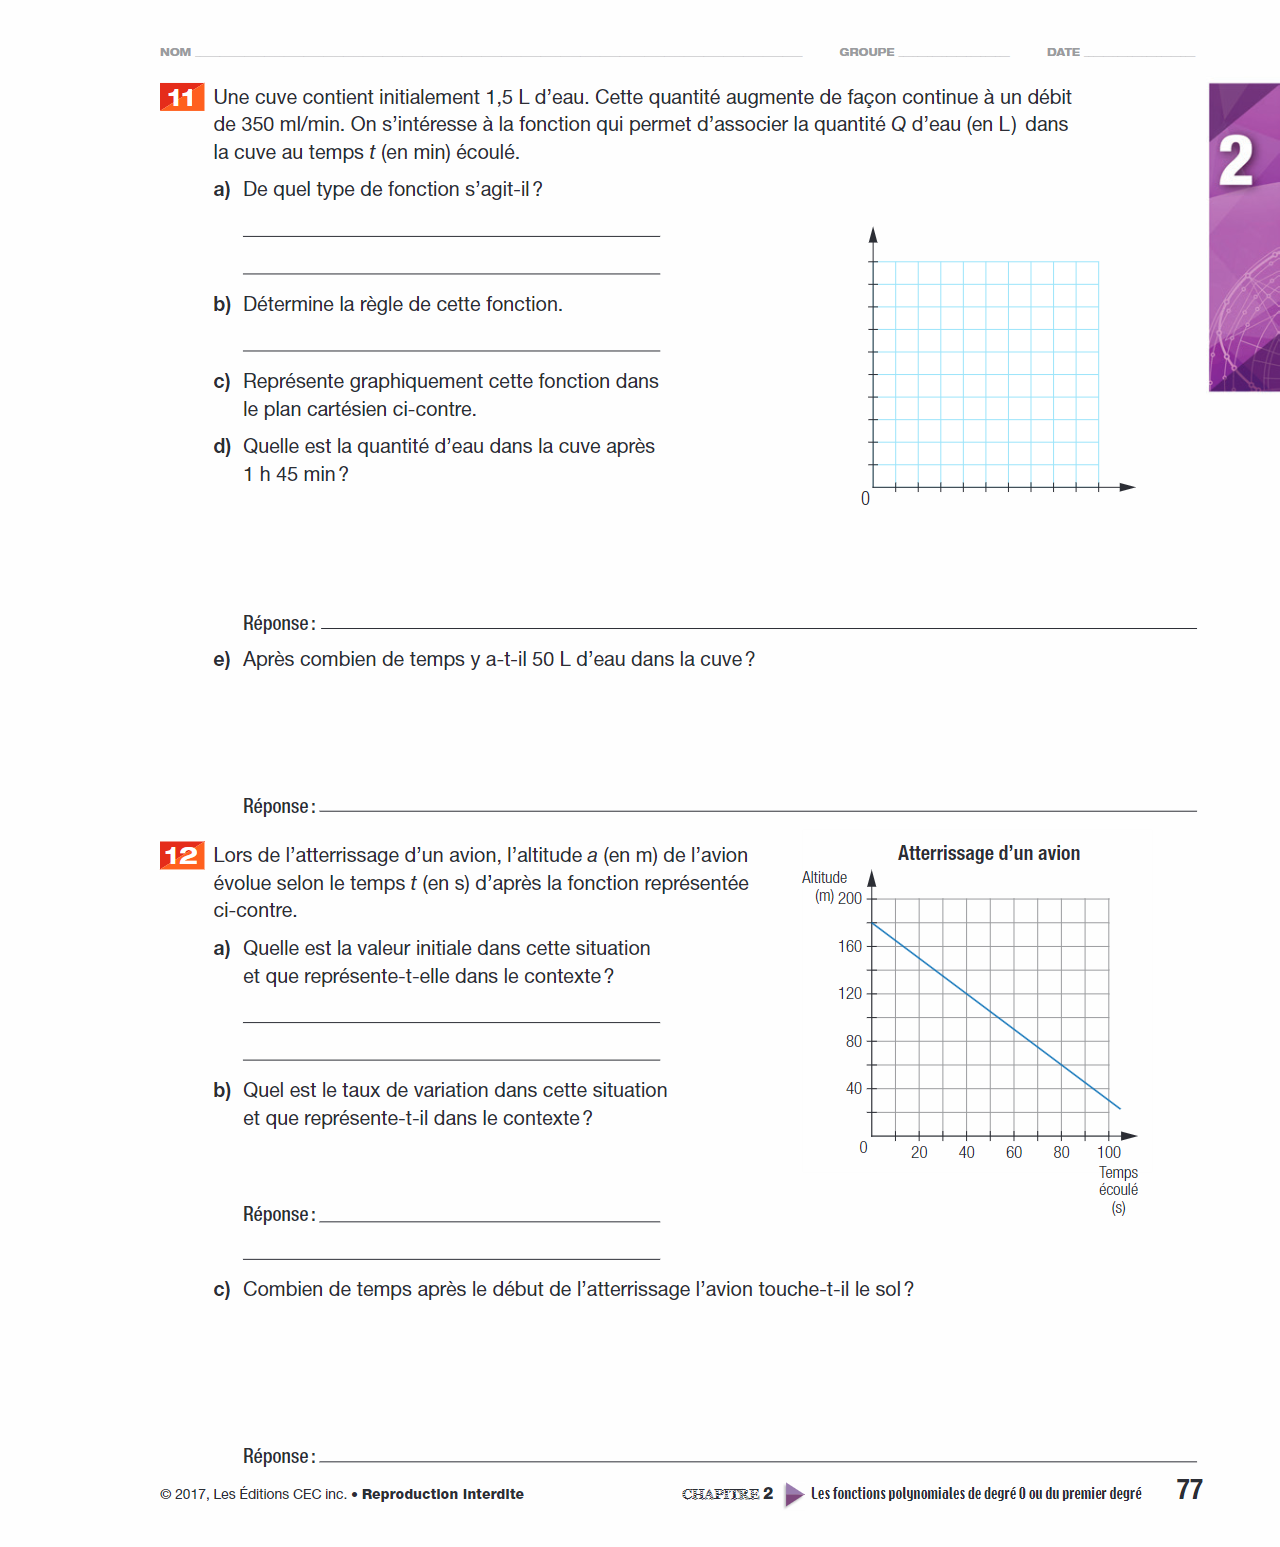 NOM GROUPE DATE
11 Une cuve contient initialement 1,5 L d’eau. Cette quantité augmente de façon continue à un débit
de 350 ml/min. On s’intéresse à la fonction qui permet d’associer la quantité Q d’eau (en L) dans
la cuve au temps t (en min) écoulé.
2
a) De quel type de fonction s’agit-il ?
b) Détermine la règle de cette fonction.
c) Représente graphiquement cette fonction dans
le plan cartésien ci-contre.
d) Quelle est la quantité d’eau dans la cuve après
1 h 45 min ?
0
Réponse :
e) Après combien de temps y a-t-il 50 L d’eau dans la cuve ?
Réponse :
12 Lors de l’atterrissage d’un avion, l’altitude a (en m) de l’avion
évolue selon le temps t (en s) d’après la fonction représentée
ci-contre.
a) Quelle est la valeur initiale dans cette situation
et que représente-t-elle dans le contexte ?
b) Quel est le taux de variation dans cette situation
et que représente-t-il dans le contexte ?
Réponse :
Atterrissage d’un avion
Altitude
(m) 200
160
120
80
40
0 20 40 60 80 100
Temps
écoulé
(s)
c) Combien de temps après le début de l’atterrissage l’avion touche-t-il le sol ?
Réponse :
© 2017, Les Éditions CEC inc. • Reproduction interdite CHAPITRE 2 Les fonctions polynomiales de degré 0 ou du premier degré 77